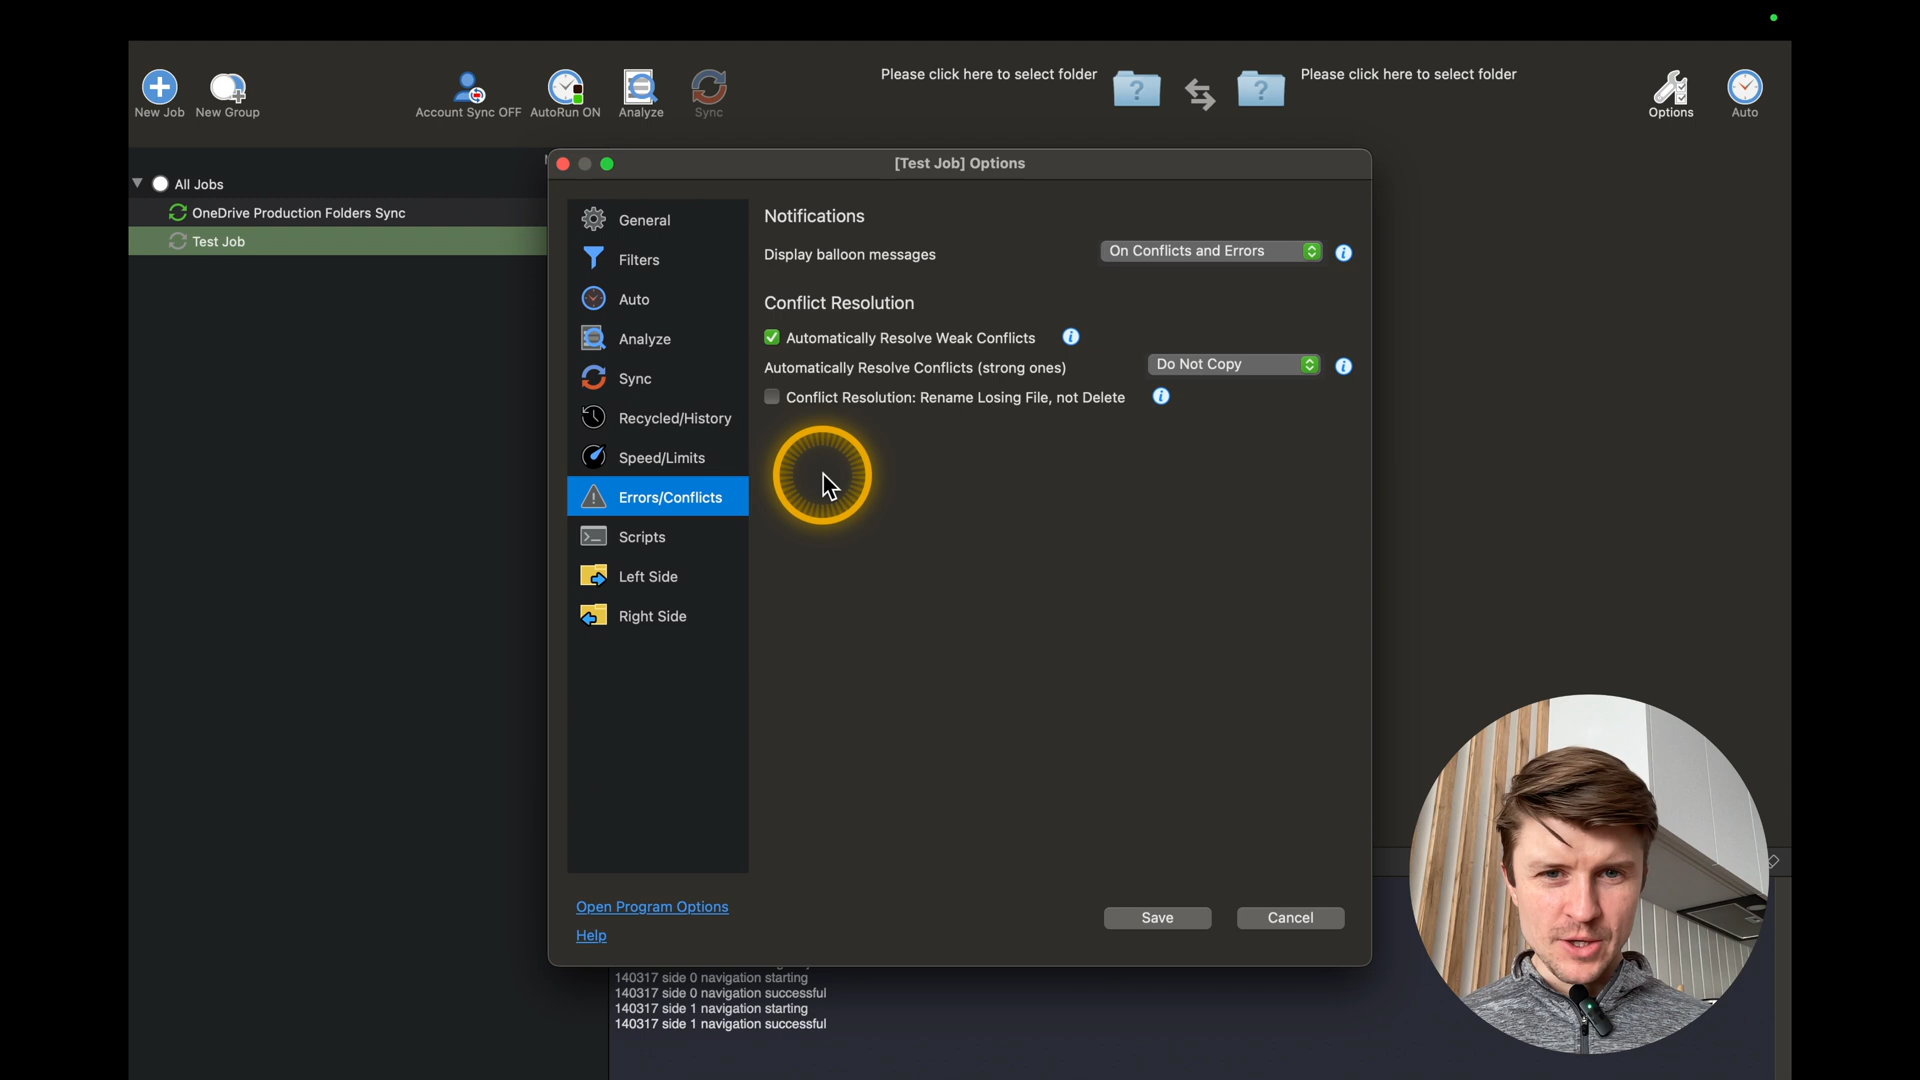 Please click here to select folder
Please click here to select folder
New Job
New Group
Account Sync OFF
AutoRun ON
Analyze
Sync
Options
Auto
[Test Job] Options
All Jobs
OneDrive Production Folders Sync
Test Job
General
Filters
Auto
Analyze
Sync
Recycled/History
Speed/Limits
Errors/Conflicts
Scripts
Left Side
Right Side
Notifications
Display balloon messages
On Conflicts and Errors
Conflict Resolution
Automatically Resolve Weak Conflicts
Automatically Resolve Conflicts (strong ones)
Do Not Copy
Conflict Resolution: Rename Losing File, not Delete
Open Program Options
Help
Save
Cancel
140317 side 0 navigation starting
140317 side 0 navigation successful
140317 side 1 navigation starting
140317 side 1 navigation successful